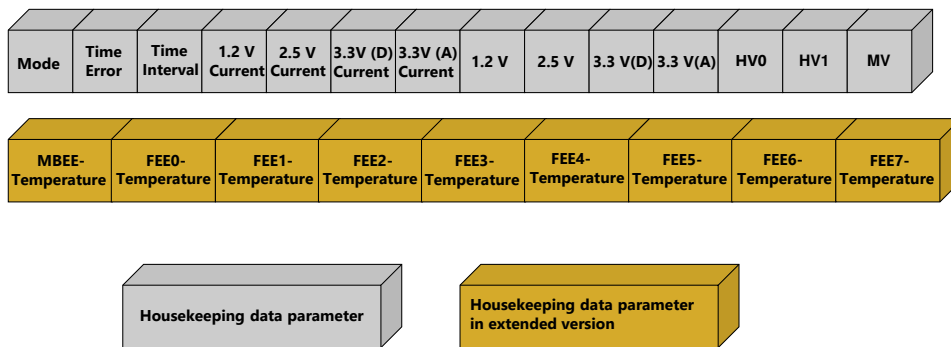 Mode
Time
Error
Time
Interval
1.2 V
Current
2.5 V
Current
3.3V (D)
Current
3.3V (A)
Current
1.2 V
2.5 V
3.3 V(D)
3.3 V(A)
HV0
HV1
MV
MBEE-
Temperature
FEE0-
Temperature
FEE1-
Temperature
FEE2-
Temperature
FEE3-
Temperature
FEE4-
Temperature
FEE5-
Temperature
FEE6-
Temperature
FEE7-
Temperature
Housekeeping data parameter
Housekeeping data parameter
in extended version